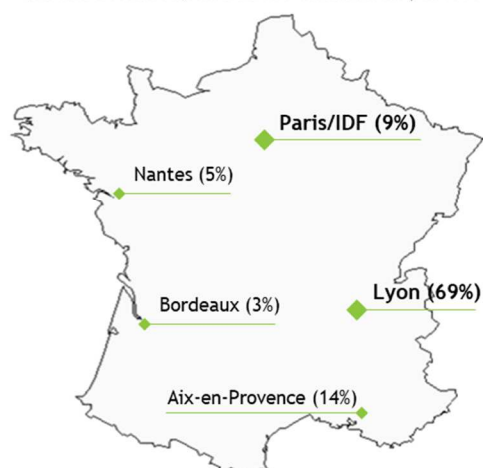 Paris/IDF (9%)
Nantes (5%)
Lyon (69%)
Bordeaux (3%)
Aix-en-Provence (14%)